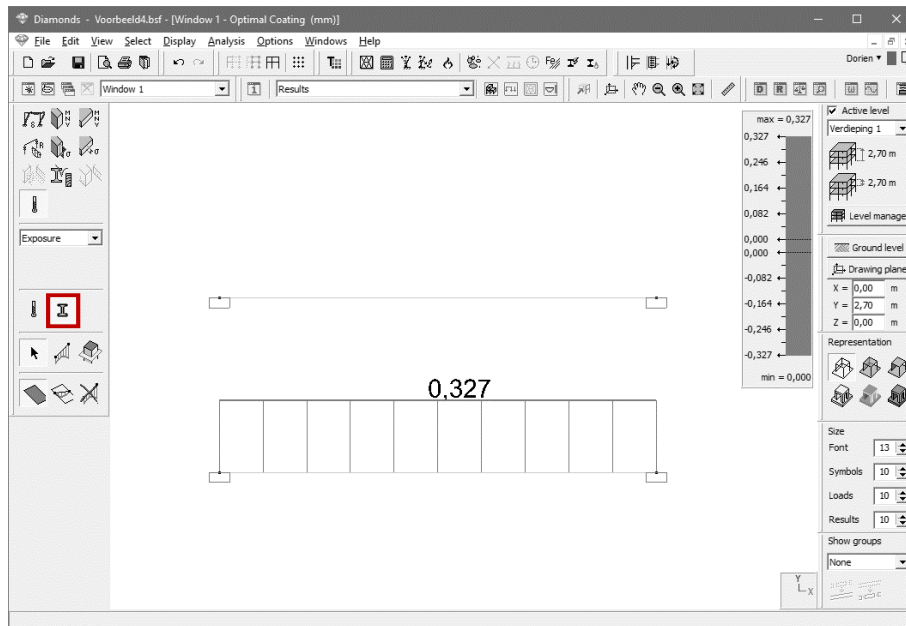 Diamonds - Voorbeeld4.bsf - [Window 1 - Optimal Coating (mm)]
File Edit View Select Display Analysis Options Windows Help
Dorien
Window 1
Results
Exposure
0,327
max = 0,327
0,327
0,246
0,164
0,082
0,000
0,000
-0,082
-0,164
-0,246
-0,327
min = 0,000
Active level
Verdieping 1
2,70 m
2,70 m
Level manage
Ground level
Drawing plane
X = 0,00 m
Y = 2,70 m
Z = 0,00 m
Representation
Size
Font 13
Symbols 10
Loads 10
Results 10
Show groups
None
Y
X